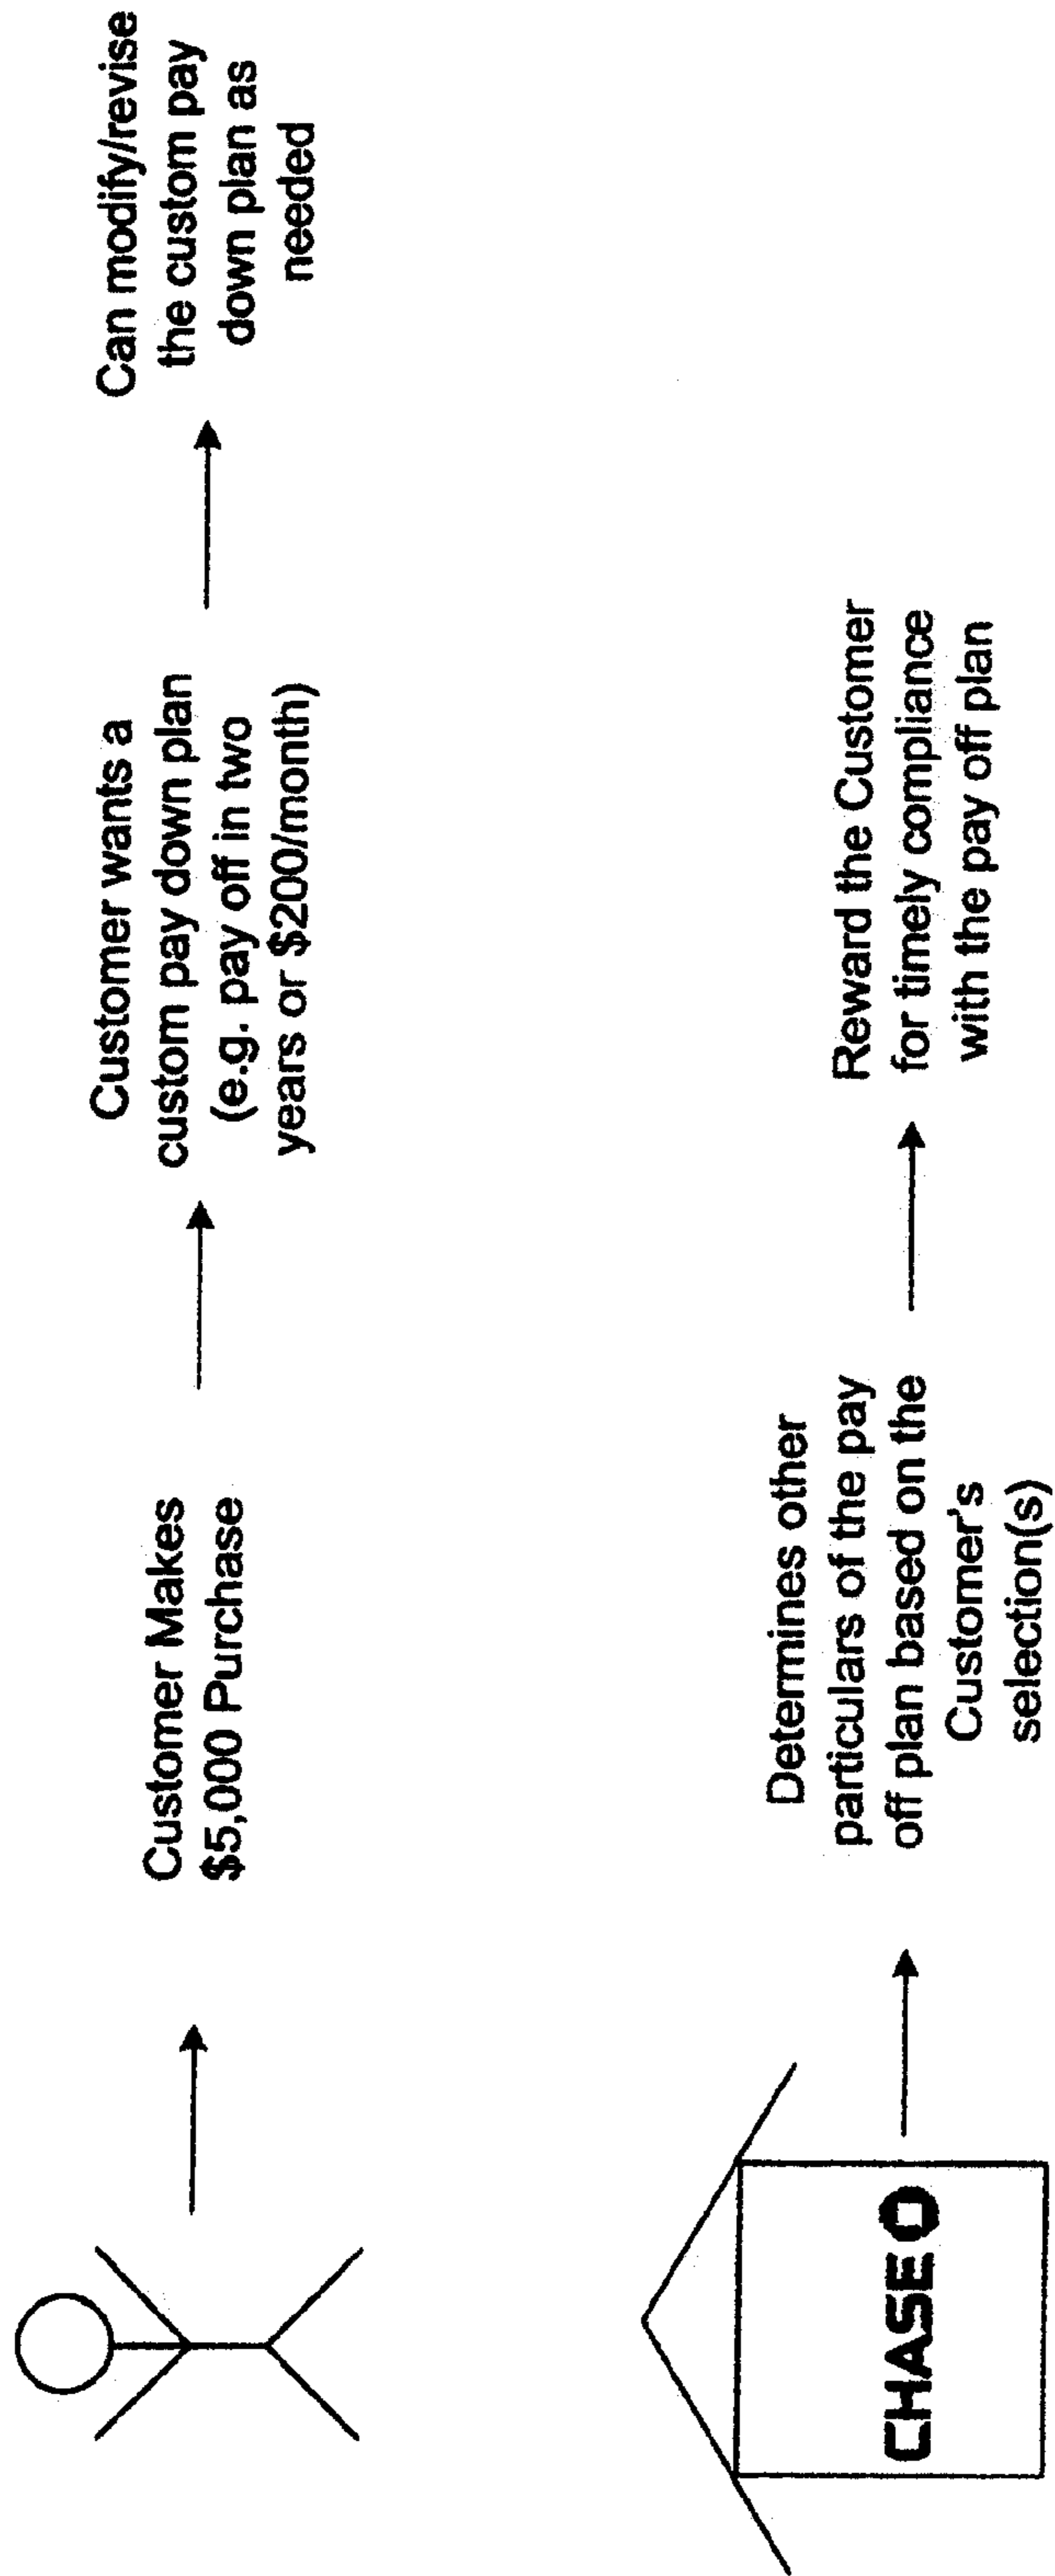 Customer Makes
$5,000 Purchase
Customer wants a
custom pay down plan
(e.g. pay off in two
years or $200/month)
Can modify/revise
the custom pay
down plan as
needed
CHASE
Determines other
particulars of the pay
off plan based on the
Customer's
selection(s)
Reward the Customer
for timely compliance
with the pay off plan